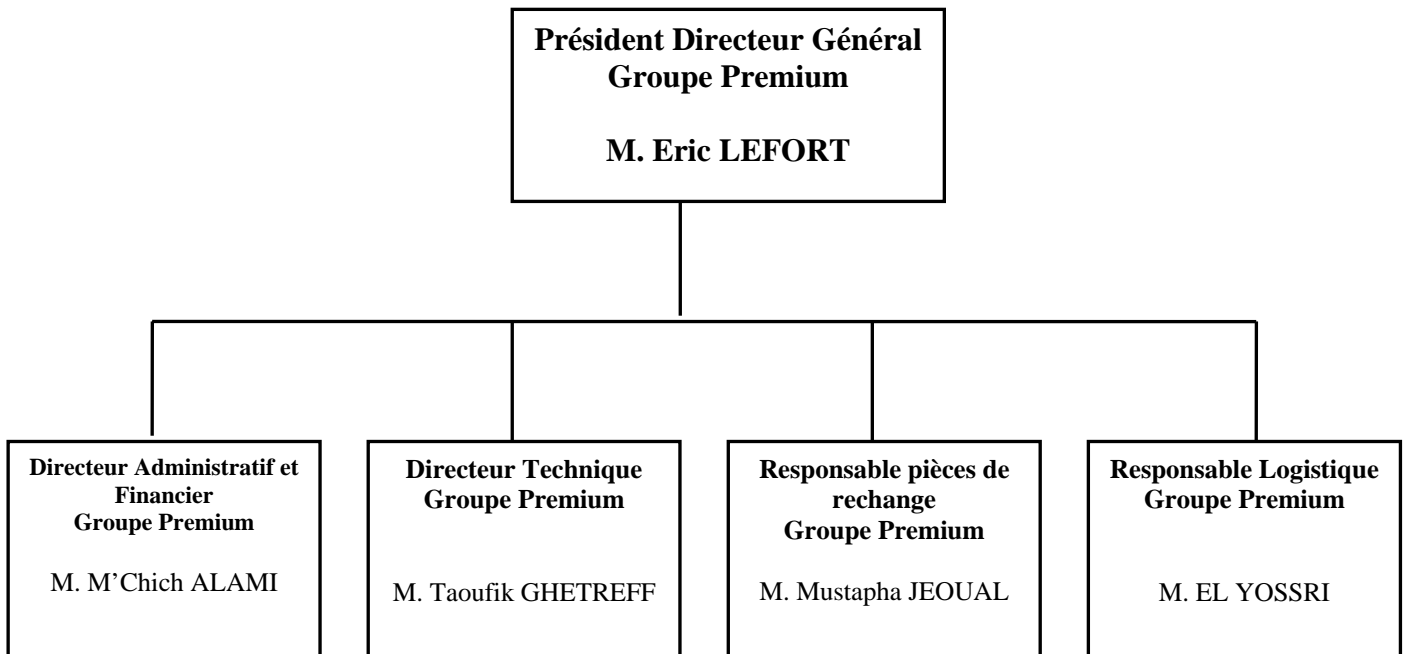 Président Directeur Général
Groupe Premium
M. Eric LEFORT
Directeur Administratif et
Financier
Groupe Premium
M. M’Chich ALAMI
Directeur Technique
Groupe Premium
M. Taoufik GHETREFF
Responsable pièces de
rechange
Groupe Premium
M. Mustapha JEOUAL
Responsable Logistique
Groupe Premium
M. EL YOSSRI